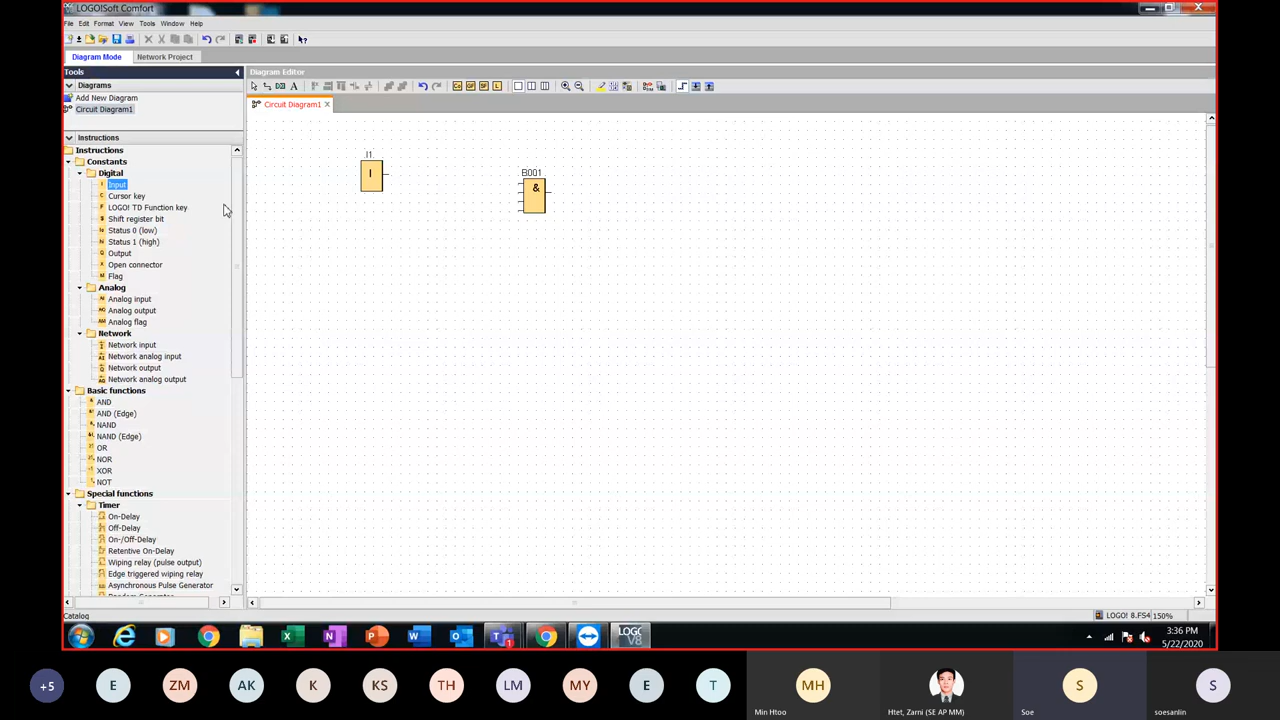 LOGO!Soft Comfort
File Edit Format View Tools Window Help
Diagram Mode Network Project
Tools
Diagram Editor
Diagrams
Add New Diagram
Circuit Diagram1
Circuit Diagram1
Instructions
Instructions
Constants
Digital
Input
Cursor key
LOGO! TD Function key
Shift register bit
Status 0 (low)
Status 1 (high)
Output
Open connector
Flag
Analog
Analog input
Analog output
Analog flag
Network
Network input
Network analog input
Network output
Network analog output
Basic functions
AND
AND (Edge)
NAND
NAND (Edge)
OR
NOR
XOR
NOT
Special functions
Timer
On-Delay
Off-Delay
On-/Off-Delay
Retentive On-Delay
Wiping relay (pulse output)
Edge triggered wiping relay
Asynchronous Pulse Generator
Random Generator
I1
I
B001
&
Catalog
LOGO! 8.FS4 150%
3:36 PM
5/22/2020
+5 E ZM AK K KS TH LM MY E T MH S S
Min Htoo Htet, Zarni (SE AP MM) Soe soesanlin